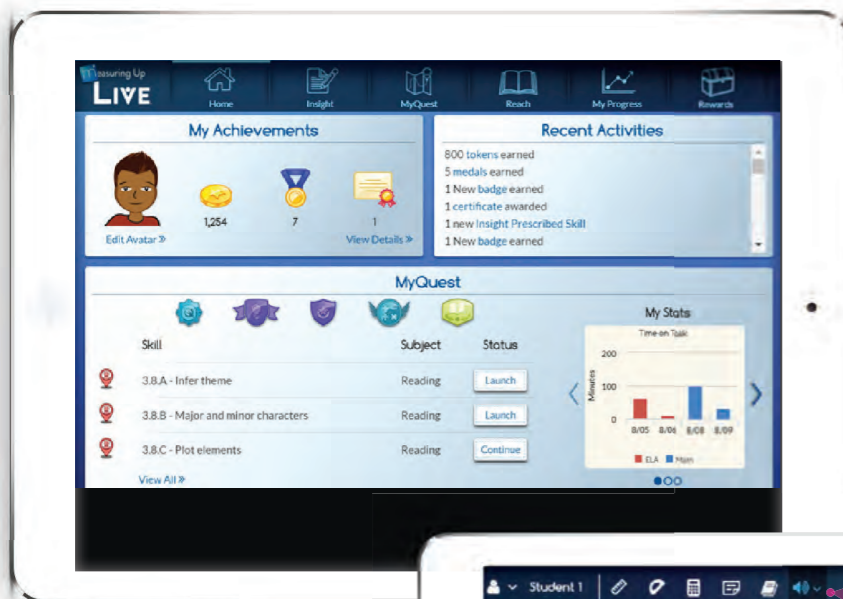 Measuring Up
LIVE
Home
Insight
MyQuest
Reach
My Progress
Rewards
My Achievements
1,254
7
1
Edit Avatar »
View Details »
Recent Activities
800 tokens earned
5 medals earned
1 New badge earned
1 certificate awarded
1 new Insight Prescribed Skill
1 New badge earned
MyQuest
Skill
Subject
Status
3.8.A - Infer theme
Reading
Launch
3.8.B - Major and minor characters
Reading
Launch
3.8.C - Plot elements
Reading
Continue
View All »
My Stats
Time on Task
Minutes
200
100
0
8/05 8/06 8/08 8/09
ELA Math
Student 1